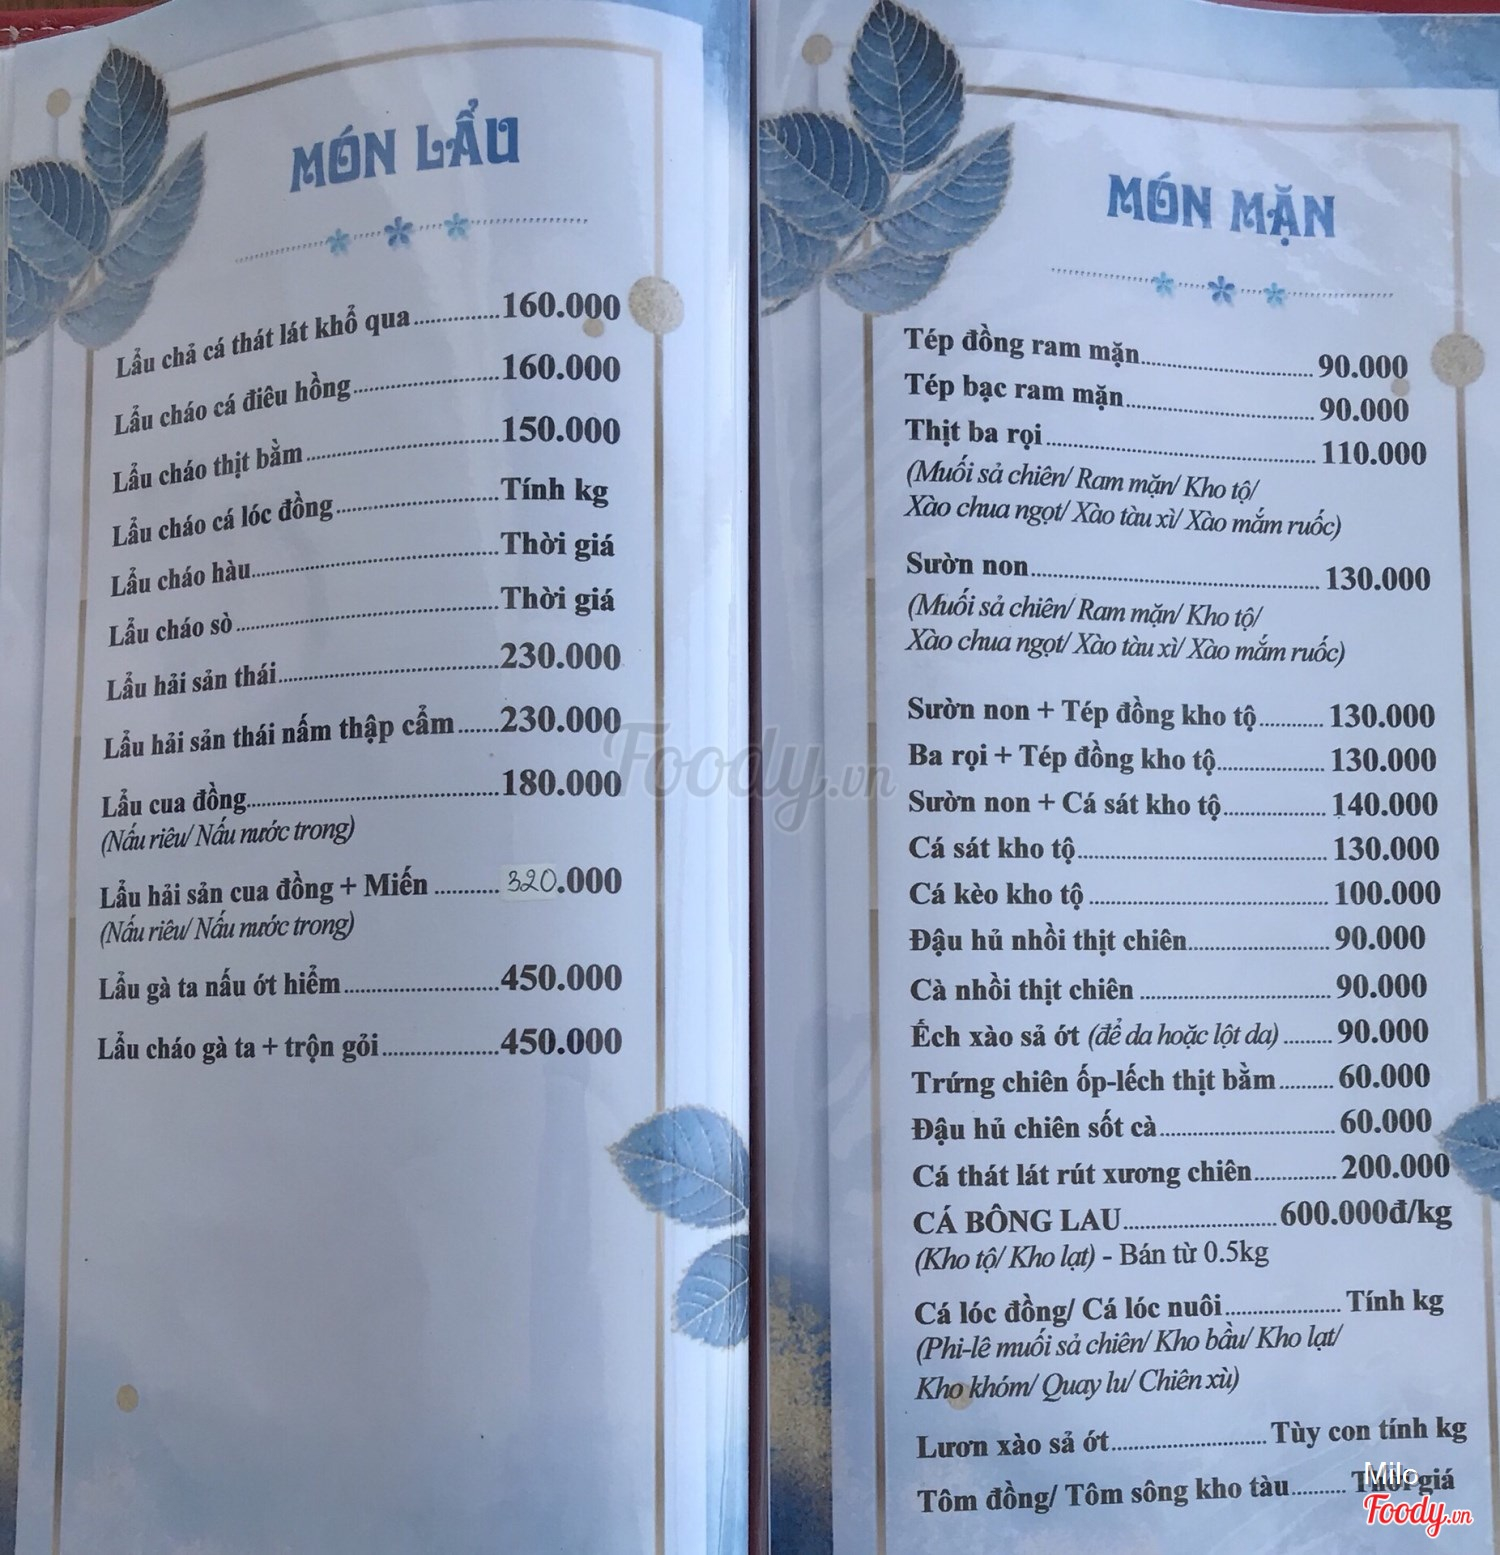 MÓN LẨU
Lẩu chả cá thát lát khổ qua 160.000
Lẩu cháo cá điêu hồng 160.000
Lẩu cháo thịt bằm 150.000
Lẩu cháo cá lóc đồng Tính kg
Lẩu cháo hàu Thời giá
Lẩu cháo sò Thời giá
Lẩu hải sản thái 230.000
Lẩu hải sản thái nấm thập cẩm 230.000
Lẩu cua đồng 180.000
(Nấu riêu/ Nấu nước trong)
Lẩu hải sản cua đồng + Miến 320.000
(Nấu riêu/ Nấu nước trong)
Lẩu gà ta nấu ớt hiểm 450.000
Lẩu cháo gà ta + trộn gỏi 450.000
MÓN MẶN
Tép đồng ram mặn 90.000
Tép bạc ram mặn 90.000
Thịt ba rọi 110.000
(Muối sả chiên/ Ram mặn/ Kho tộ/
Xào chua ngọt/ Xào tàu xì/ Xào mắm ruốc)
Sườn non 130.000
(Muối sả chiên/ Ram mặn/ Kho tộ/
Xào chua ngọt/ Xào tàu xì/ Xào mắm ruốc)
Sườn non + Tép đồng kho tộ 130.000
Ba rọi + Tép đồng kho tộ 130.000
Sườn non + Cá sát kho tộ 140.000
Cá sát kho tộ 130.000
Cá kèo kho tộ 100.000
Đậu hủ nhồi thịt chiên 90.000
Cà nhồi thịt chiên 90.000
Ếch xào sả ớt (để da hoặc lột da) 90.000
Trứng chiên ốp-lếch thịt bằm 60.000
Đậu hủ chiên sốt cà 60.000
Cá thát lát rút xương chiên 200.000
CÁ BÔNG LAU 600.000đ/kg
(Kho tộ/ Kho lạt) - Bán từ 0.5kg
Cá lóc đồng/ Cá lóc nuôi Tính kg
(Phi-lê muối sả chiên/ Kho bầu/ Kho lạt/
Kho khóm/ Quay lu/ Chiên xù)
Lươn xào sả ớt Tùy con tính kg
Tôm đồng/ Tôm sông kho tàu Thời giá
Foody.vn
Milo
Foody.vn